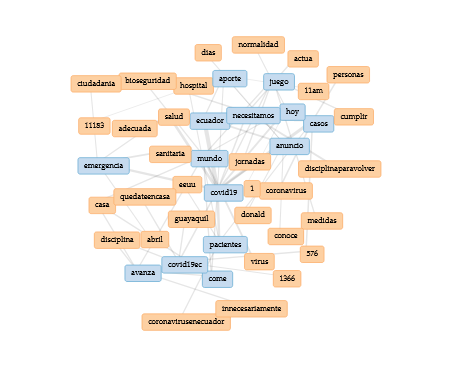 normalidad
dias
actua
aporte
juego
personas
ciudadania
bioseguridad
hospital
11am
necesitamos
hoy
cumplir
salud
ecuador
casos
11183
adecuada
anuncio
sanitaria
mundo
jornadas
emergencia
disciplinaparavolver
eeuu
covid19
1
coronavirus
quedateencasa
casa
guayaquil
donald
medidas
disciplina
abril
conoce
pacientes
576
covid19ec
virus
avanza
come
1366
innecesariamente
coronavirusenecuador